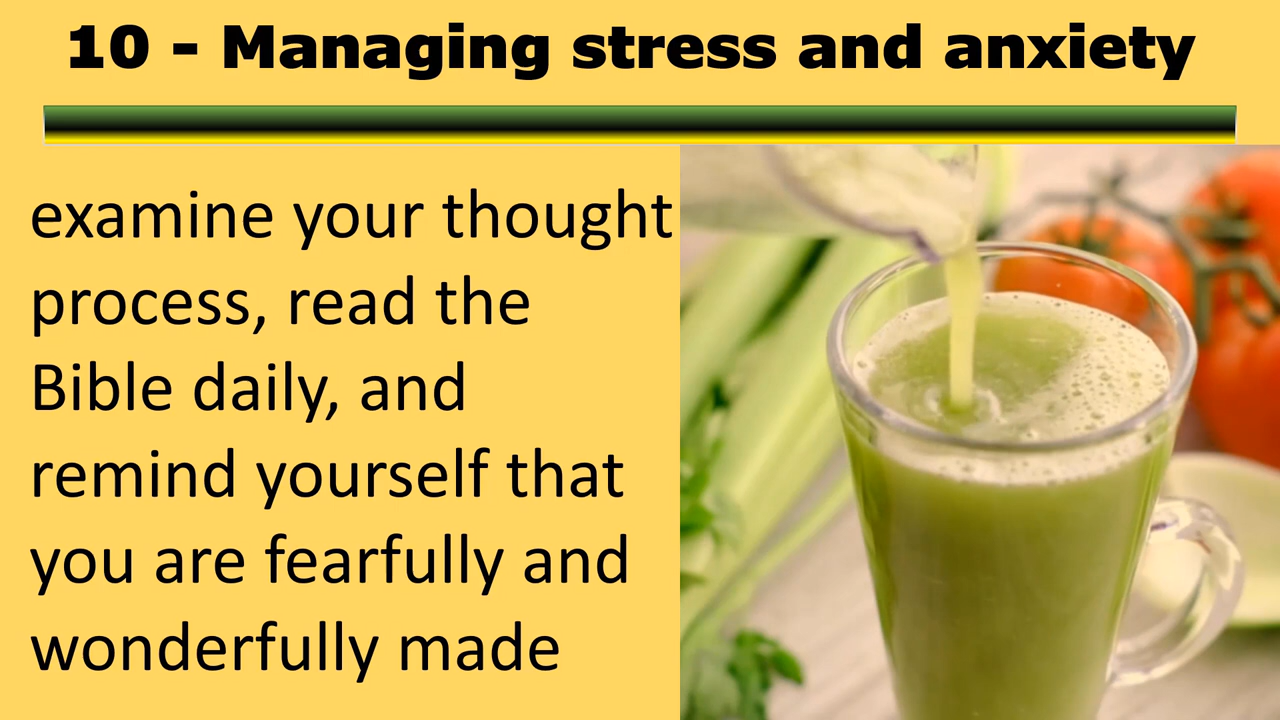 10 - Managing stress and anxiety
examine your thought
process, read the
Bible daily, and
remind yourself that
you are fearfully and
wonderfully made